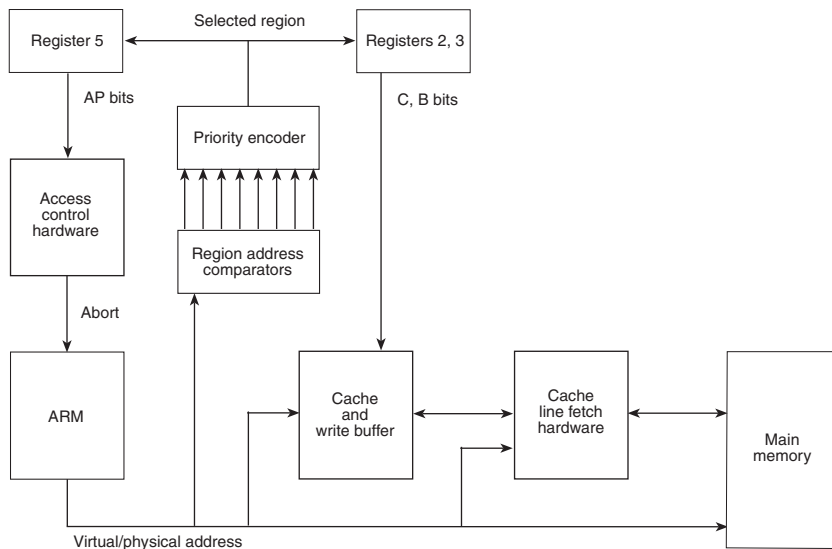 Selected region
Register 5
Registers 2, 3
AP bits
C, B bits
Priority encoder
Access
control
hardware
Region address
comparators
Abort
ARM
Cache
and
write buffer
Cache
line fetch
hardware
Main
memory
Virtual/physical address